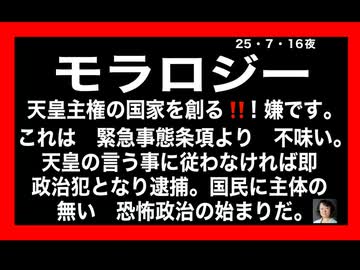 25・7・16夜
モラロジー
天皇主権の国家を創る‼️！嫌です。
これは　緊急事態条項より　不味い。
天皇の言う事に従わなければ即
政治犯となり逮捕。国民に主体の
無い　恐怖政治の始まりだ。